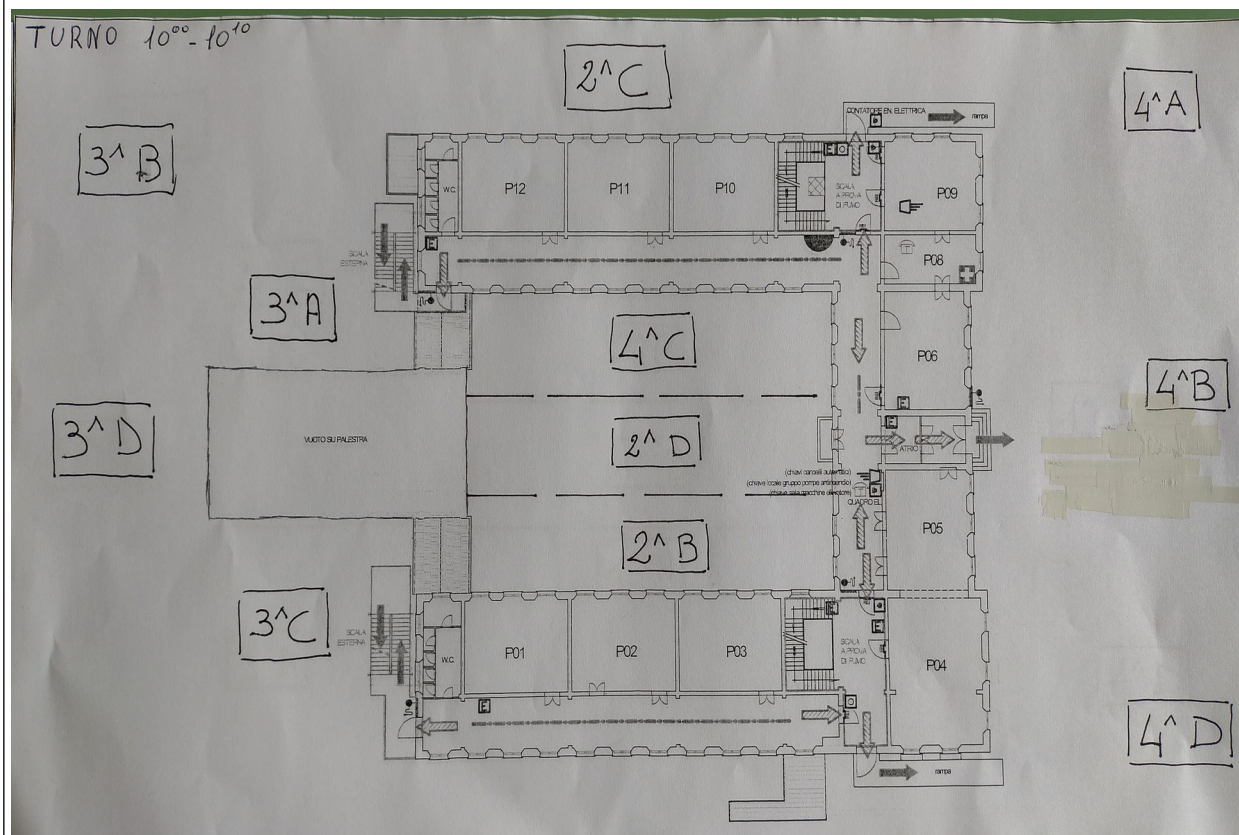 TURNO 10°° - 10¹⁰
2^C
4^A
3^B
CONTATORE EN. ELETTRICA
rampa
W.C.
P12
P11
P10
SCALA
A PROVA
DI FUMO
P09
SCALA
ESTERNA
P08
3^A
4^C
P06
4^B
3^D
VUOTO SU PALESTRA
2^D
ATRIO
(chiavi cancelli automatici)
(chiave locale gruppo pompe antincendio)
(chiave sala macchine elevatore)
QUADRO EL.
P05
2^B
3^C
SCALA
ESTERNA
W.C.
P01
P02
P03
SCALA
A PROVA
DI FUMO
P04
4^D
rampa